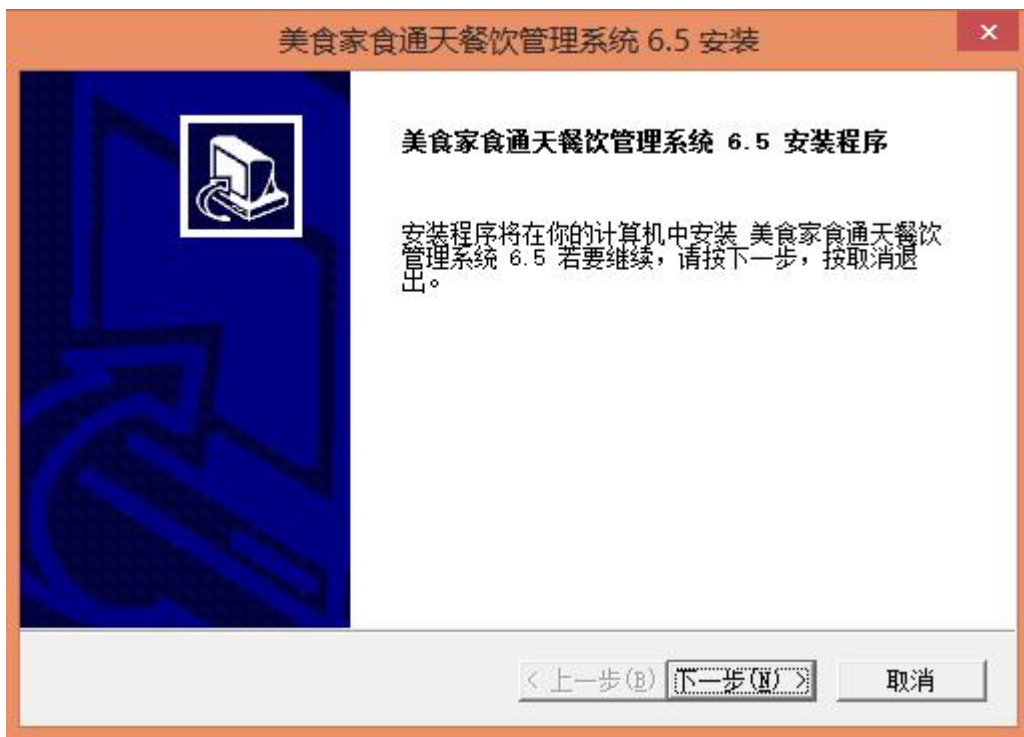 美食家食通天餐饮管理系统 6.5 安装
美食家食通天餐饮管理系统 6.5 安装程序
安装程序将在你的计算机中安装 美食家食通天餐饮
管理系统 6.5 若要继续，请按下一步，按取消退
出。
< 上一步(B) 下一步(N) > 取消